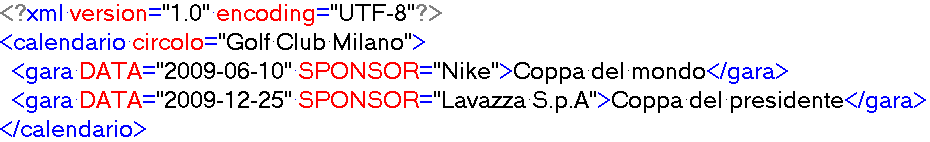 <?xml version="1.0" encoding="UTF-8"?>
<calendario circolo="Golf Club Milano">
  <gara DATA="2009-06-10" SPONSOR="Nike">Coppa del mondo</gara>
  <gara DATA="2009-12-25" SPONSOR="Lavazza S.p.A">Coppa del presidente</gara>
</calendario>